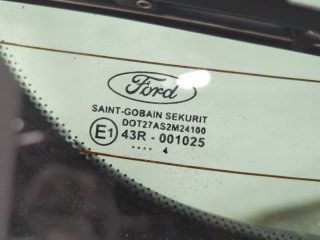 Ford
SAINT-GOBAIN SEKURIT
DOT27AS2M24100
E1 43R - 001025
.... 4